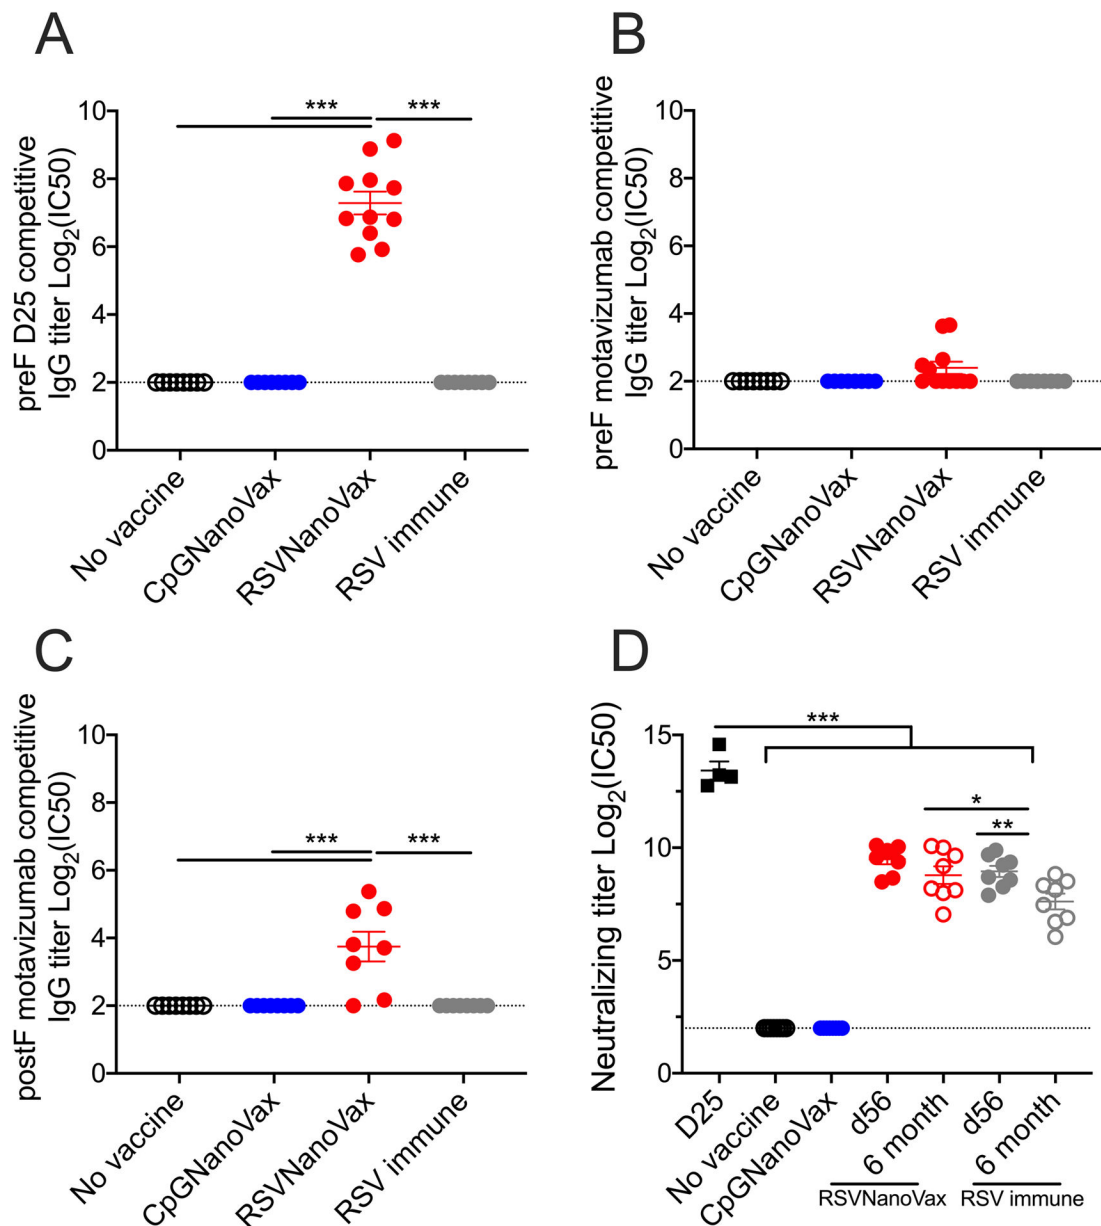 A
preF D25 competitive
IgG titer Log₂(IC50)
10
8
6
4
2
0
***
***
No vaccine
CpGNanoVax
RSVNanoVax
RSV immune
B
preF motavizumab competitive
IgG titer Log₂(IC50)
10
8
6
4
2
0
No vaccine
CpGNanoVax
RSVNanoVax
RSV immune
C
postF motavizumab competitive
IgG titer Log₂(IC50)
10
8
6
4
2
0
***
***
No vaccine
CpGNanoVax
RSVNanoVax
RSV immune
D
Neutralizing titer Log₂(IC50)
15
10
5
0
***
*
**
D25
No vaccine
CpGNanoVax
d56
6 month
d56
6 month
RSVNanoVax
RSV immune